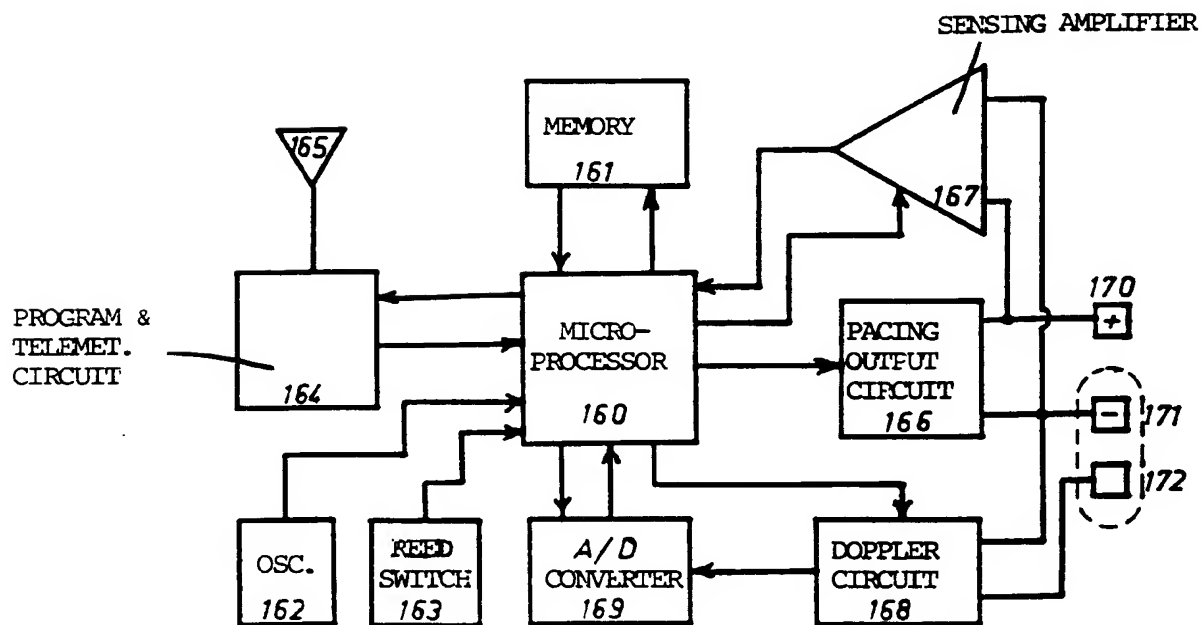 SENSING AMPLIFIER
165
MEMORY
161
167
PROGRAM &
TELEMET.
CIRCUIT
164
MICRO-
PROCESSOR
160
PACING
OUTPUT
CIRCUIT
166
170
+
-
171
172
OSC.
162
REED
SWITCH
163
A/D
CONVERTER
169
DOPPLER
CIRCUIT
168